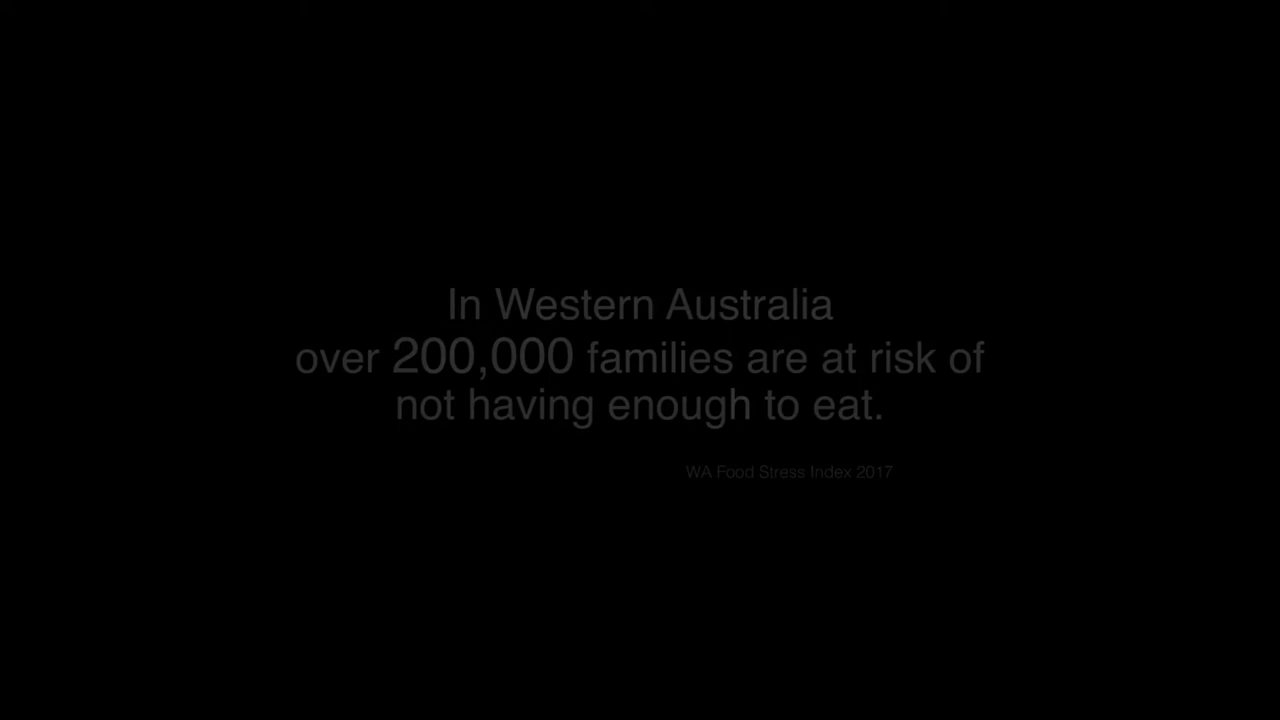 In Western Australia
over 200,000 families are at risk of
not having enough to eat.
WA Food Stress Index 2017